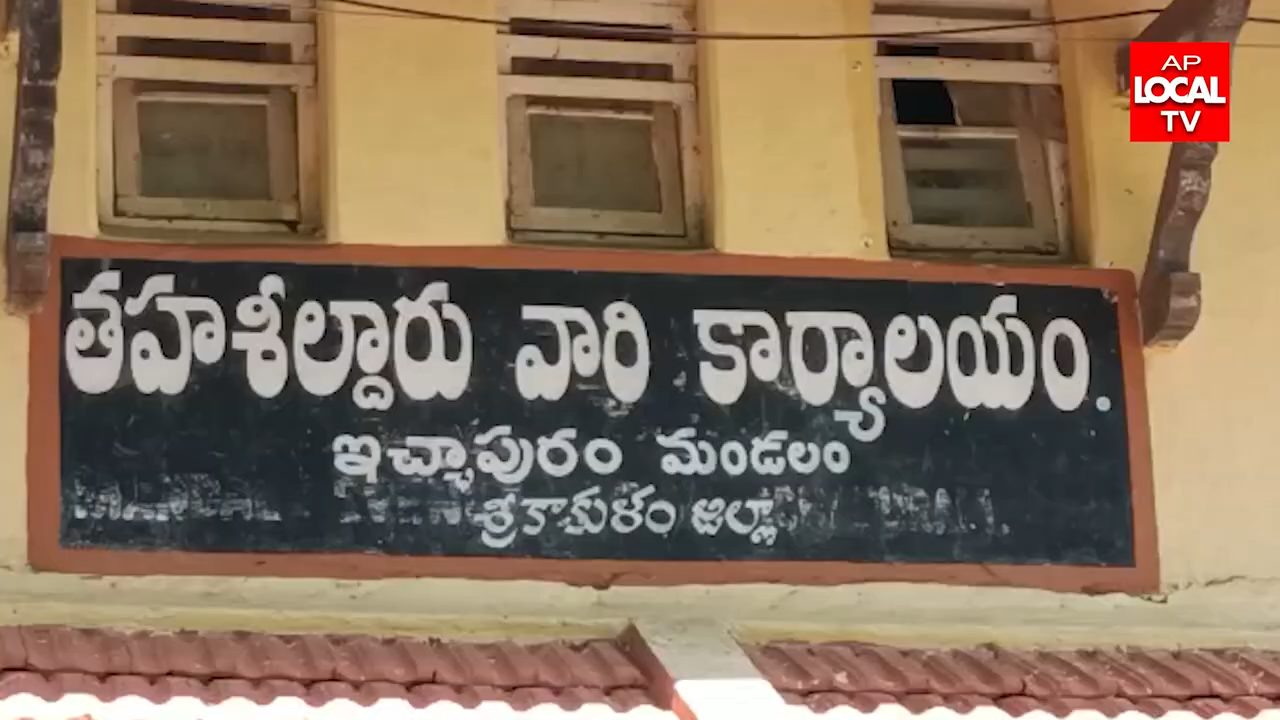 AP
LOCAL
TV
తహశీల్దారు వారి కార్యాలయం.
ఇచ్ఛాపురం మండలం
శ్రీకాకుళం జిల్లా